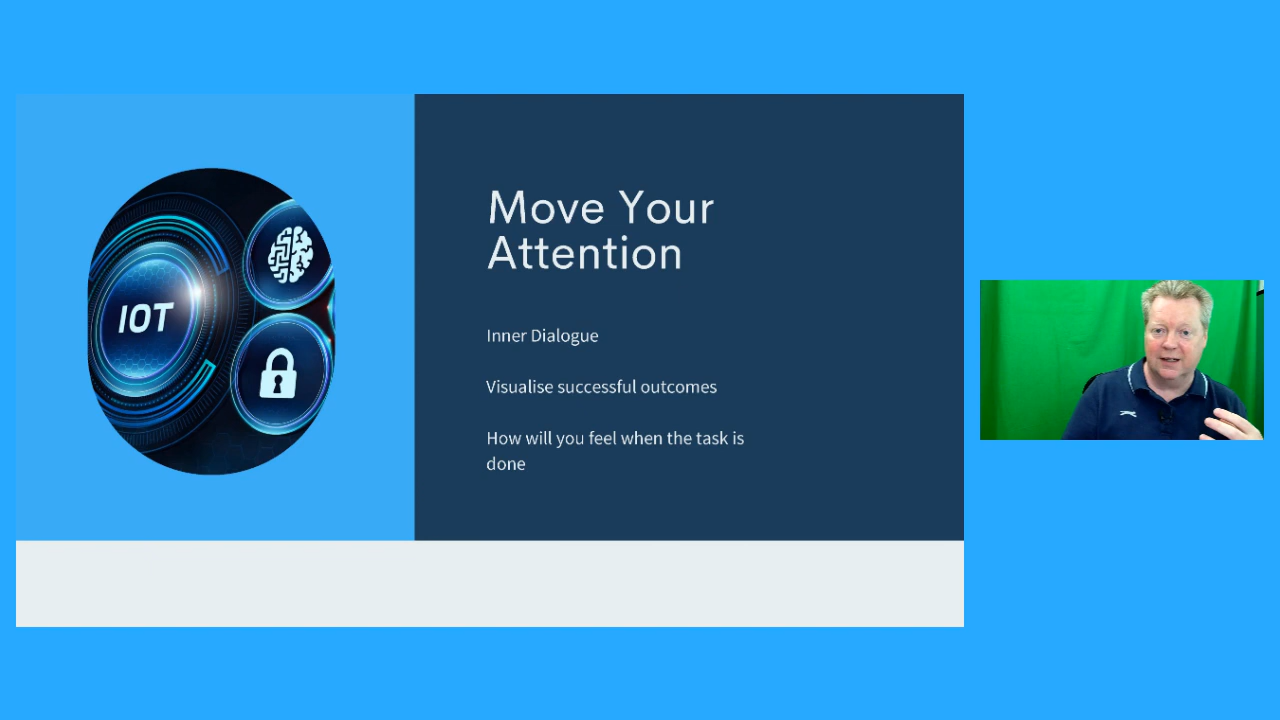 IOT
Move Your
Attention
Inner Dialogue
Visualise successful outcomes
How will you feel when the task is
done